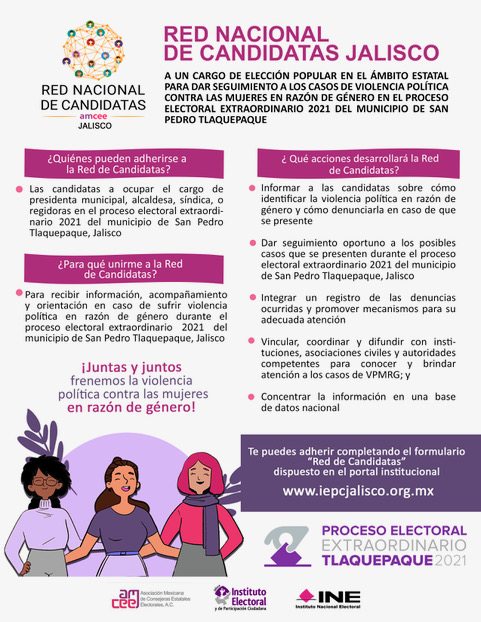 RED NACIONAL
DE CANDIDATAS
amcee
JALISCO
RED NACIONAL
DE CANDIDATAS JALISCO
A UN CARGO DE ELECCIÓN POPULAR EN EL ÁMBITO ESTATAL
PARA DAR SEGUIMIENTO A LOS CASOS DE VIOLENCIA POLÍTICA
CONTRA LAS MUJERES EN RAZÓN DE GÉNERO EN EL PROCESO
ELECTORAL EXTRAORDINARIO 2021 DEL MUNICIPIO DE SAN
PEDRO TLAQUEPAQUE
¿Quiénes pueden adherirse a
la Red de Candidatas?
Las candidatas a ocupar el cargo de
presidenta municipal, alcaldesa, síndica, o
regidoras en el proceso electoral extraordi-
nario 2021 del municipio de San Pedro
Tlaquepaque, Jalisco
¿Para qué unirme a la Red
de Candidatas?
Para recibir información, acompañamiento
y orientación en caso de sufrir violencia
política en razón de género durante el
proceso electoral extraordinario 2021 del
municipio de San Pedro Tlaquepaque, Jalisco
¡Juntas y juntos
frenemos la violencia
política contra las mujeres
en razón de género!
¿ Qué acciones desarrollará la Red
de Candidatas?
Informar a las candidatas sobre cómo
identificar la violencia política en razón de
género y cómo denunciarla en caso de que
se presente
Dar seguimiento oportuno a los posibles
casos que se presenten durante el proceso
electoral extraordinario 2021 del municipio
de San Pedro Tlaquepaque, Jalisco
Integrar un registro de las denuncias
ocurridas y promover mecanismos para su
adecuada atención
Vincular, coordinar y difundir con insti-
tuciones, asociaciones civiles y autoridades
competentes para conocer y brindar
atención a los casos de VPMRG; y
Concentrar la información en una base
de datos nacional
Te puedes adherir completando el formulario
“Red de Candidatas”
dispuesto en el portal institucional
www.iepcjalisco.org.mx
PROCESO ELECTORAL
EXTRAORDINARIO
TLAQUEPAQUE 2021
am
cee
Asociación Mexicana
de Consejeras Estatales
Electorales, A.C.
Instituto
Electoral
y de Participación Ciudadana
INE
Instituto Nacional Electoral